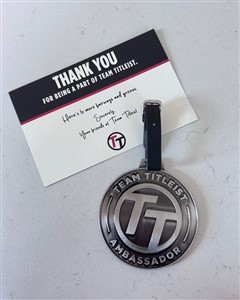 THANK YOU
FOR BEING A PART OF TEAM TITLEIST.
Here's to more fairways and greens.
Sincerely,
Your friends at Team Titleist
TT
TEAM TITLEIST
TT
AMBASSADOR